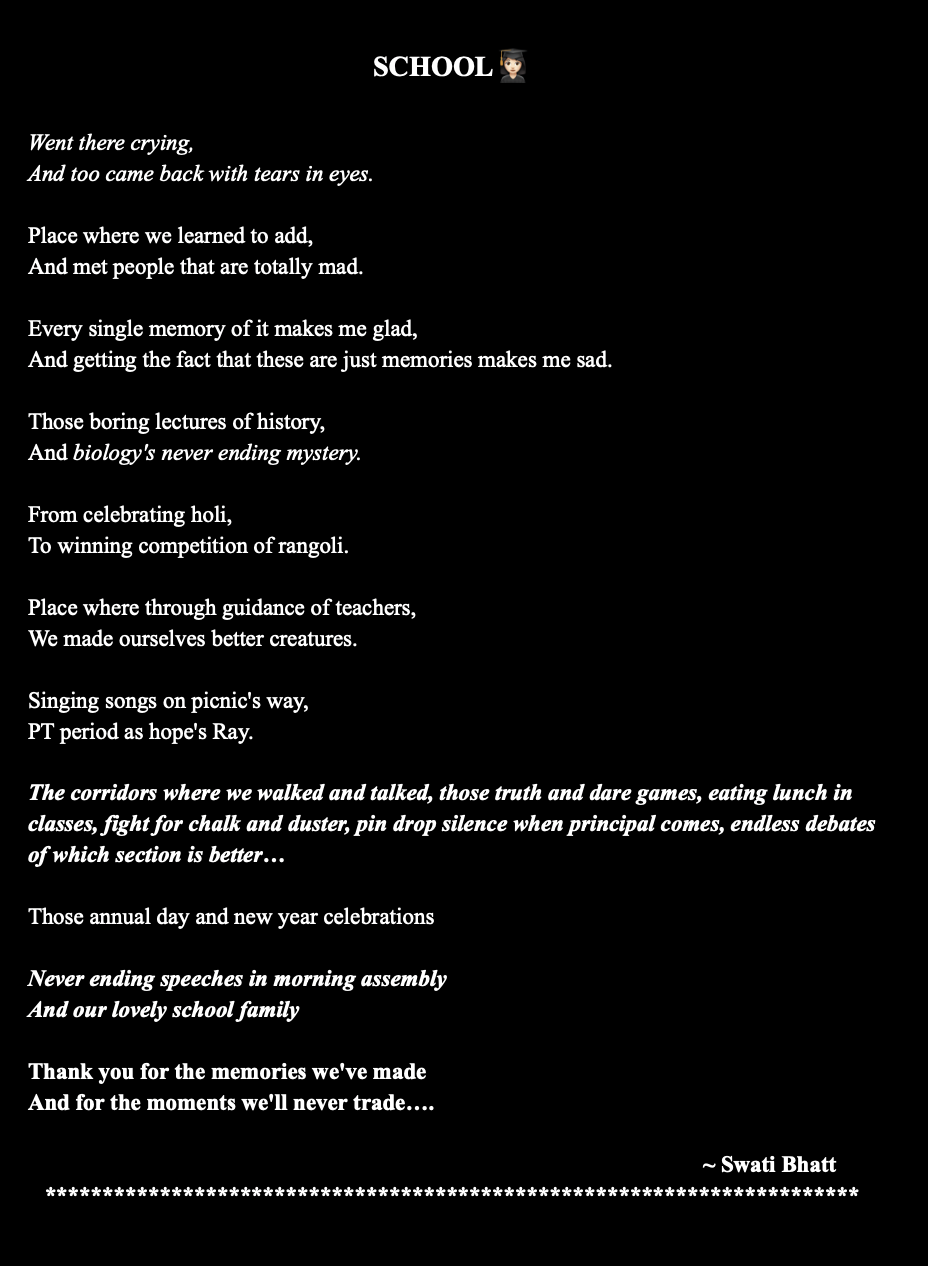 SCHOOL 👩🏻‍🎓
Went there crying,
And too came back with tears in eyes.
Place where we learned to add,
And met people that are totally mad.
Every single memory of it makes me glad,
And getting the fact that these are just memories makes me sad.
Those boring lectures of history,
And biology's never ending mystery.
From celebrating holi,
To winning competition of rangoli.
Place where through guidance of teachers,
We made ourselves better creatures.
Singing songs on picnic's way,
PT period as hope's Ray.
The corridors where we walked and talked, those truth and dare games, eating lunch in
classes, fight for chalk and duster, pin drop silence when principal comes, endless debates
of which section is better…
Those annual day and new year celebrations
Never ending speeches in morning assembly
And our lovely school family
Thank you for the memories we've made
And for the moments we'll never trade….
~ Swati Bhatt
***********************************************************************